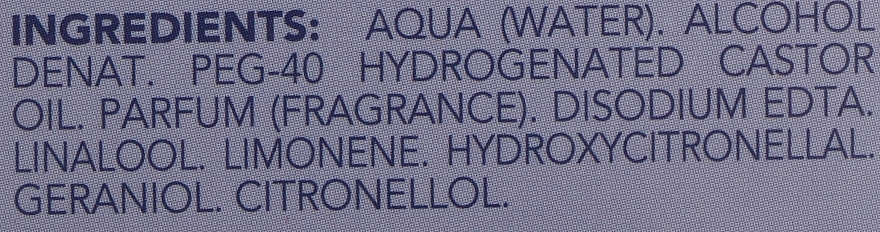 INGREDIENTS: AQUA (WATER). ALCOHOL
DENAT. PEG-40 HYDROGENATED CASTOR
OIL. PARFUM (FRAGRANCE). DISODIUM EDTA.
LINALOOL. LIMONENE. HYDROXYCITRONELLAL.
GERANIOL. CITRONELLOL.